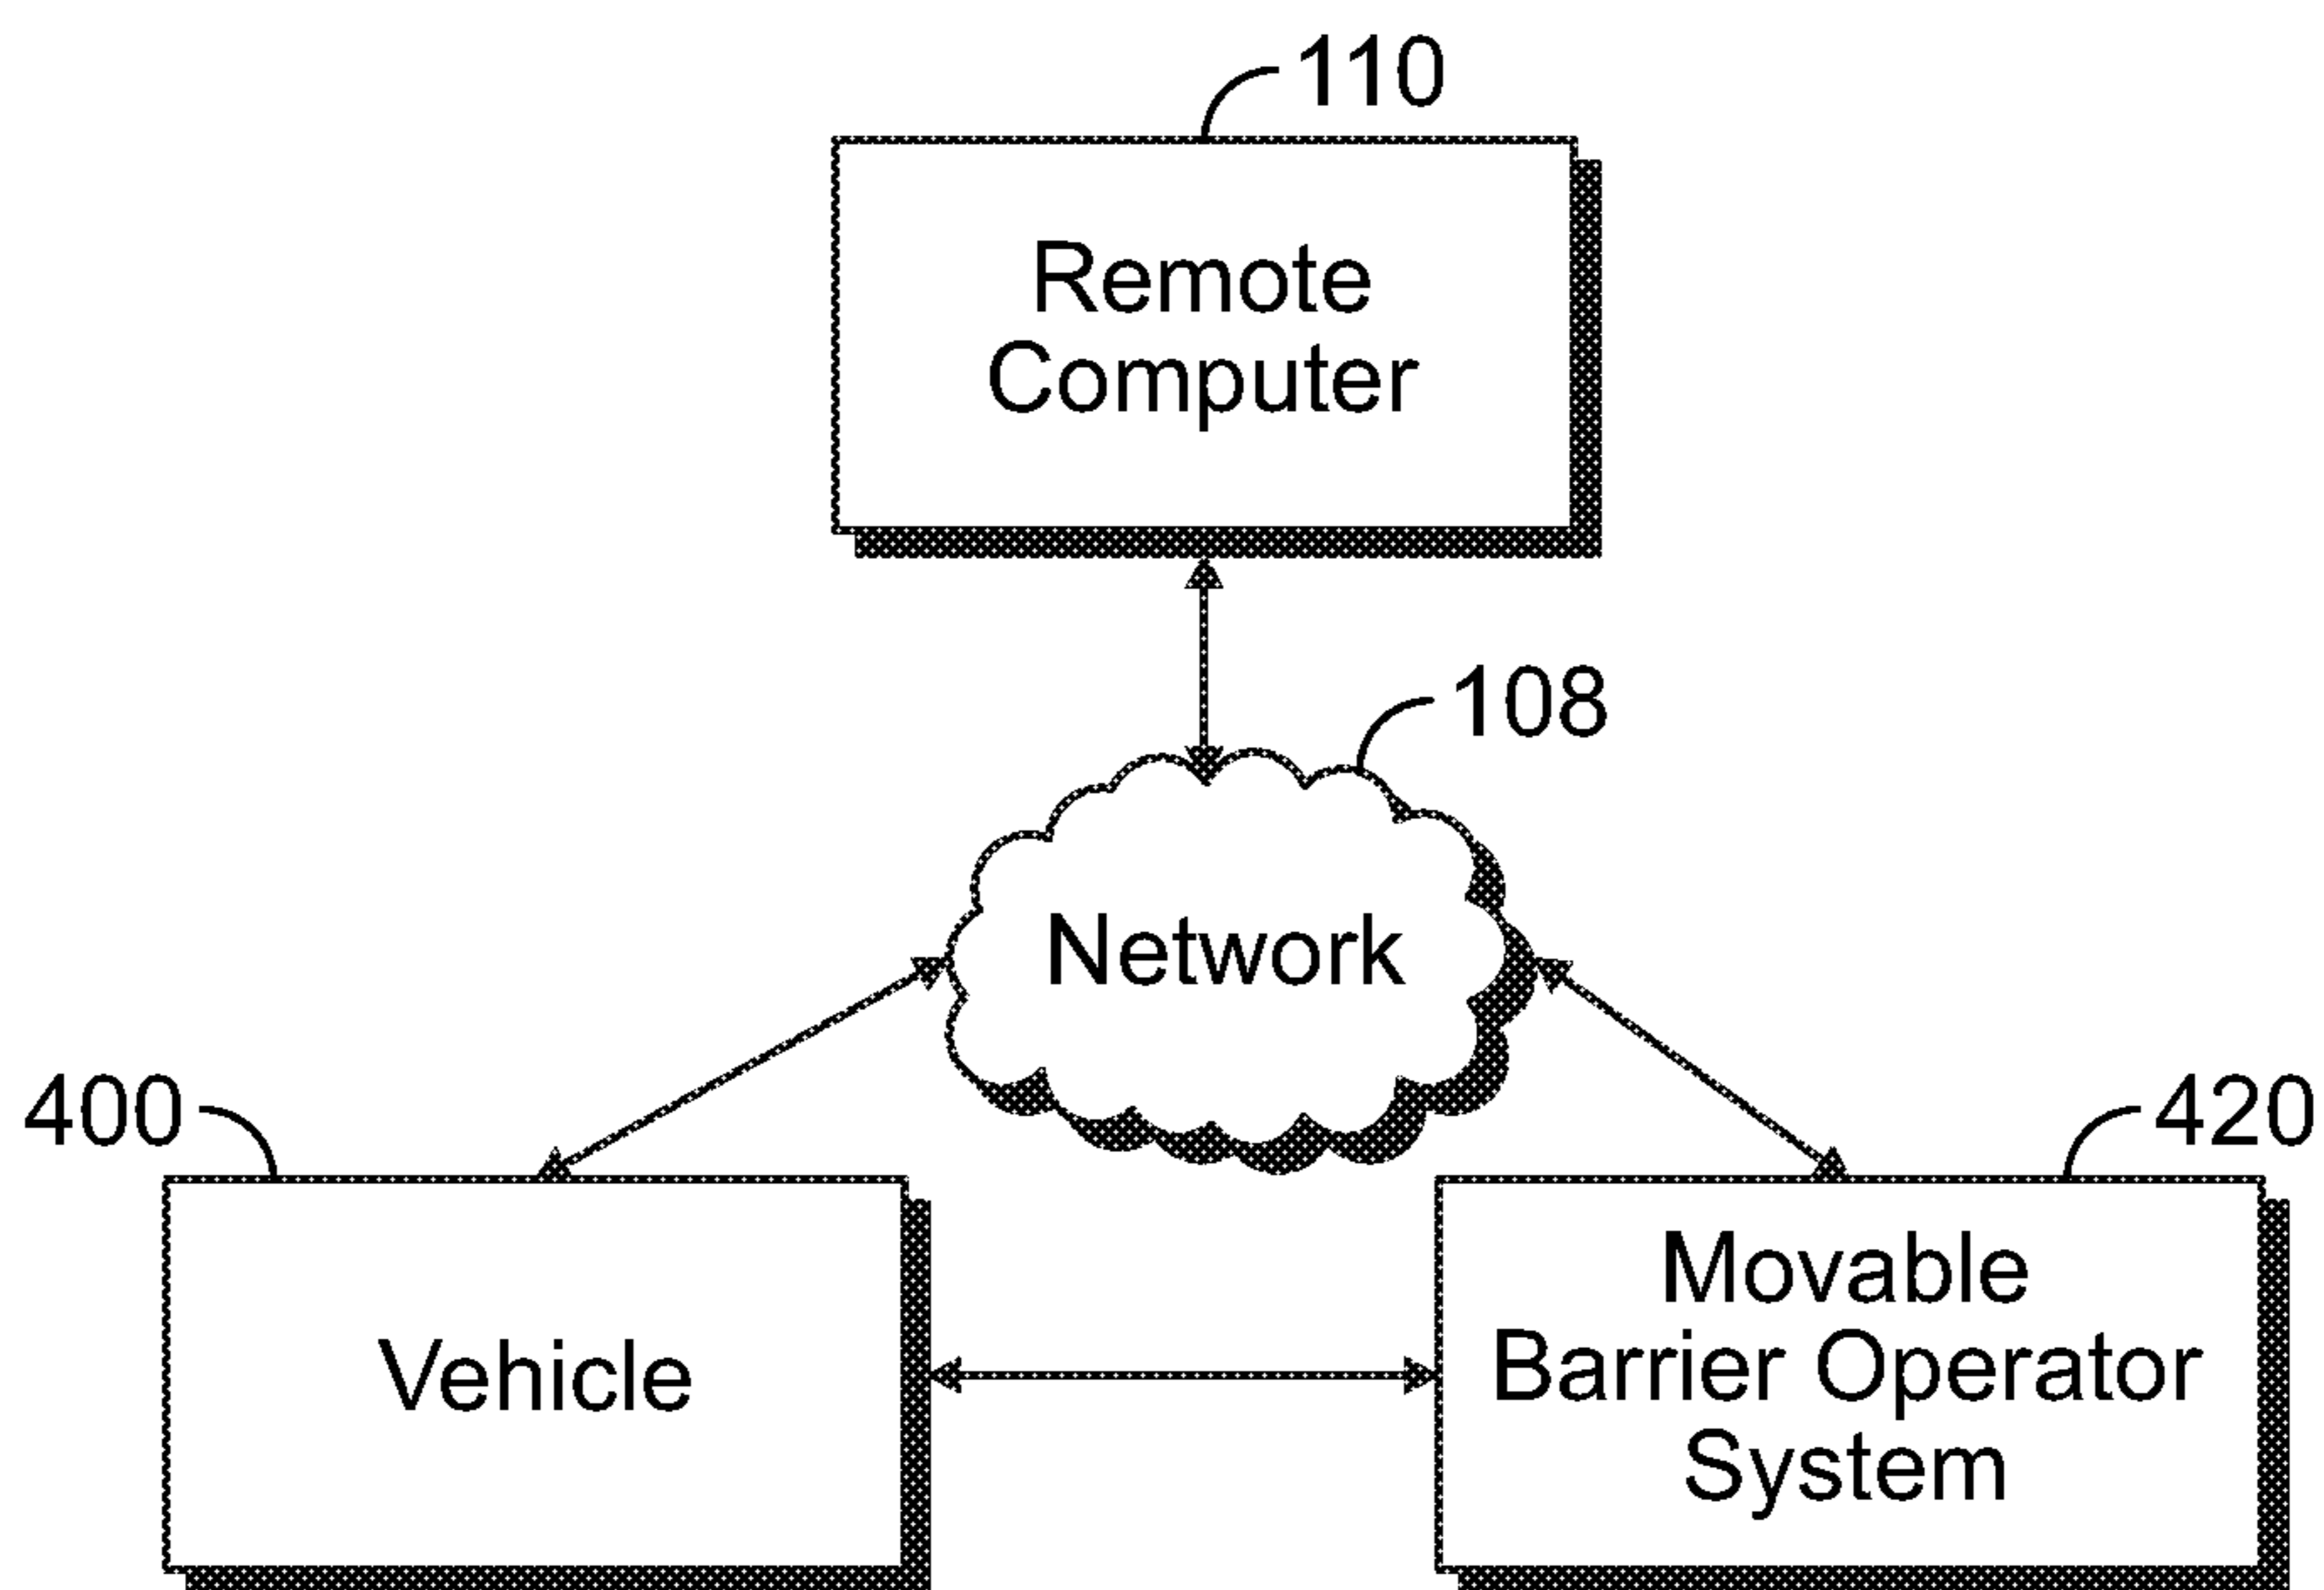 110
Remote
Computer
108
Network
400
420
Vehicle
Movable
Barrier Operator
System